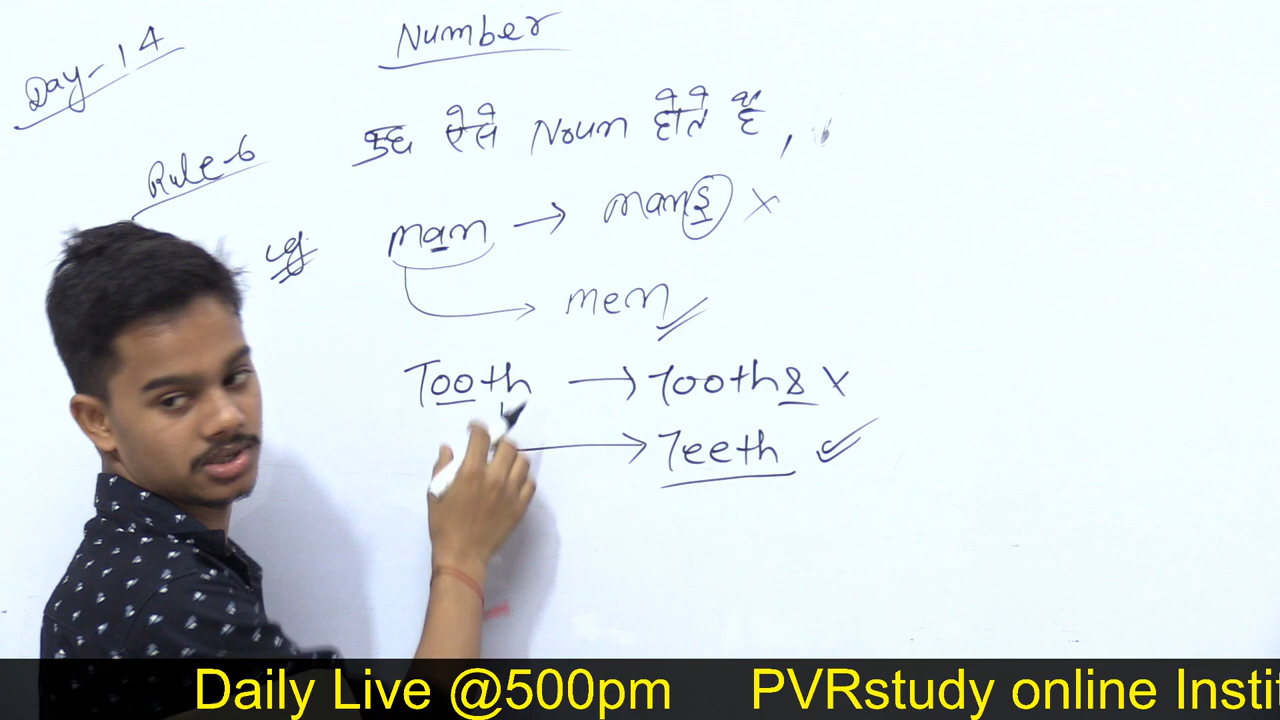 Day-14
Number
Rule-6
कुछ ऐसे Noun होते है,
eg
man → mans ×
→ men ✓
Tooth → Tooths ×
→ Teeth ✓
Daily Live @500pm PVRstudy online Insti